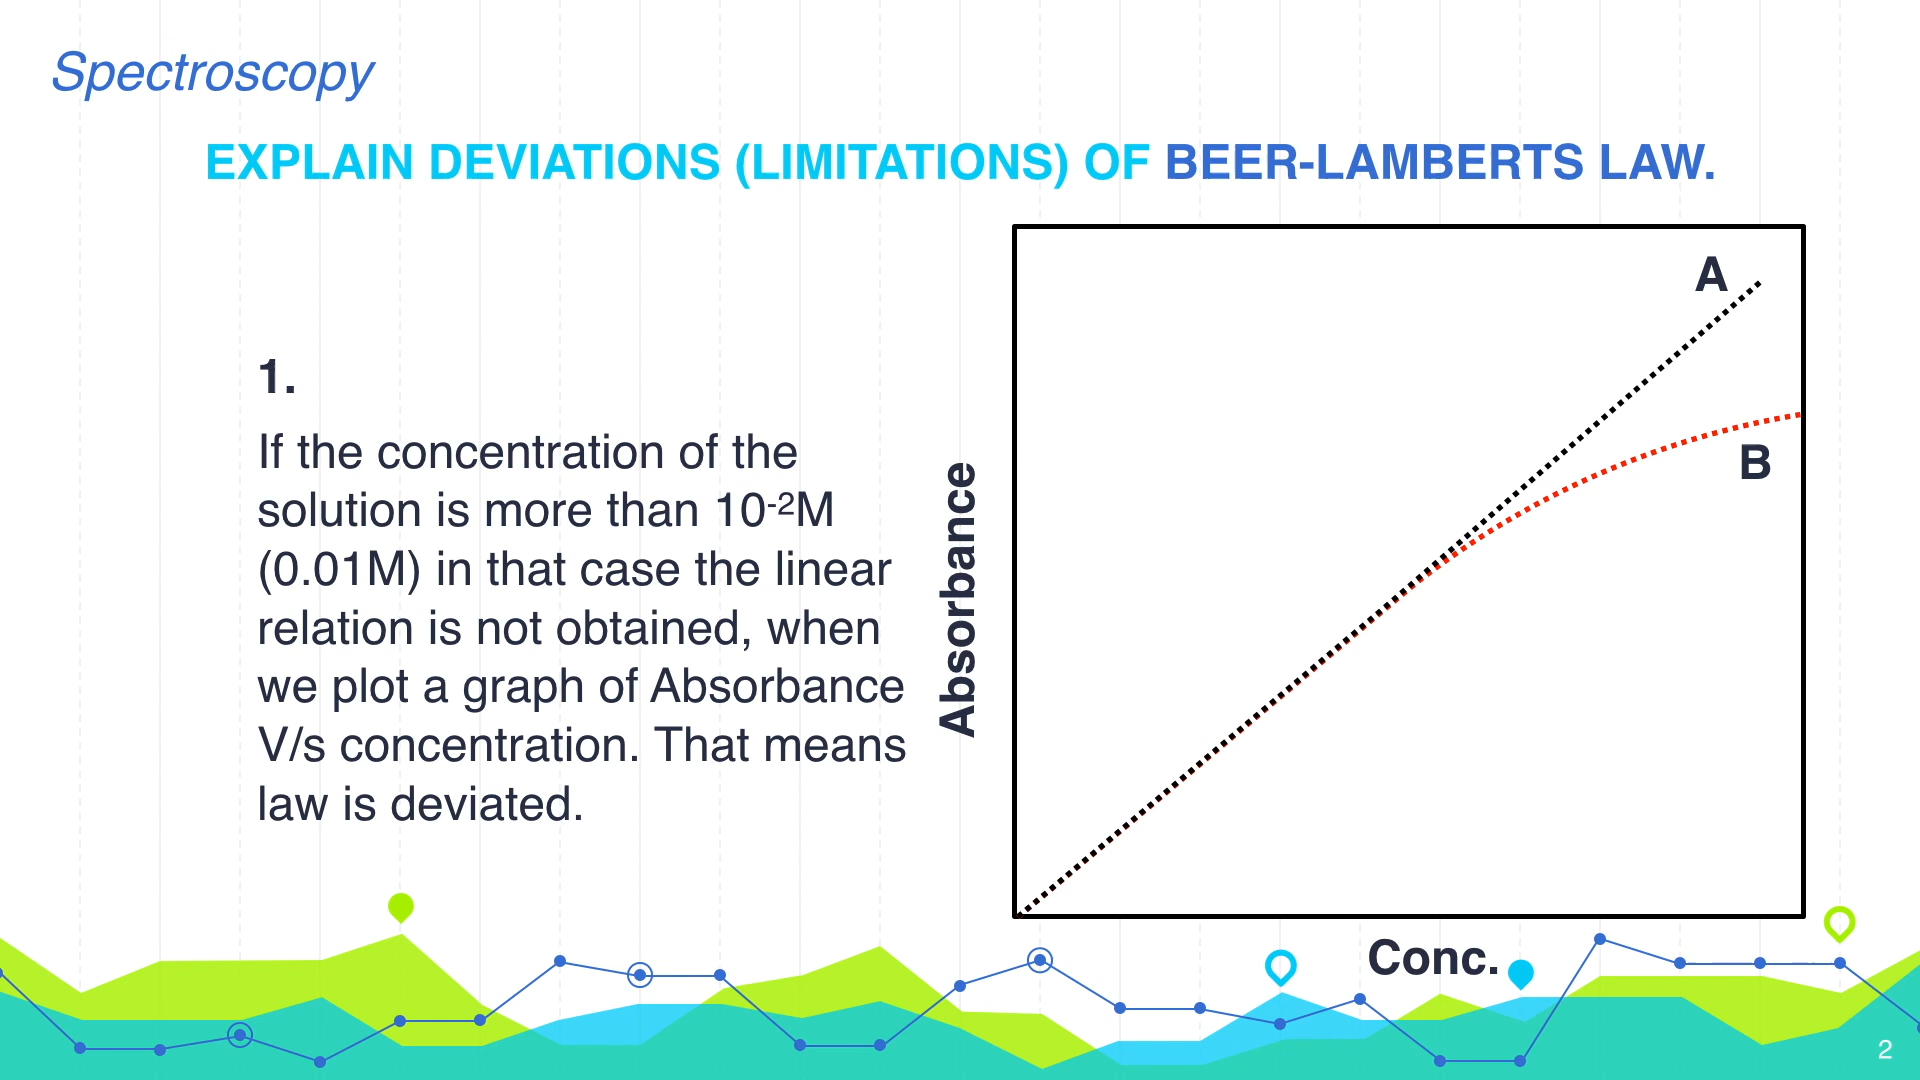 Spectroscopy
EXPLAIN DEVIATIONS (LIMITATIONS) OF BEER-LAMBERTS LAW.
1.
If the concentration of the
solution is more than 10⁻²M
(0.01M) in that case the linear
relation is not obtained, when
we plot a graph of Absorbance
V/s concentration. That means
law is deviated.
Absorbance
A
B
Conc.
2